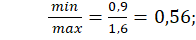 min/max = 0,9/1,6 = 0,56;